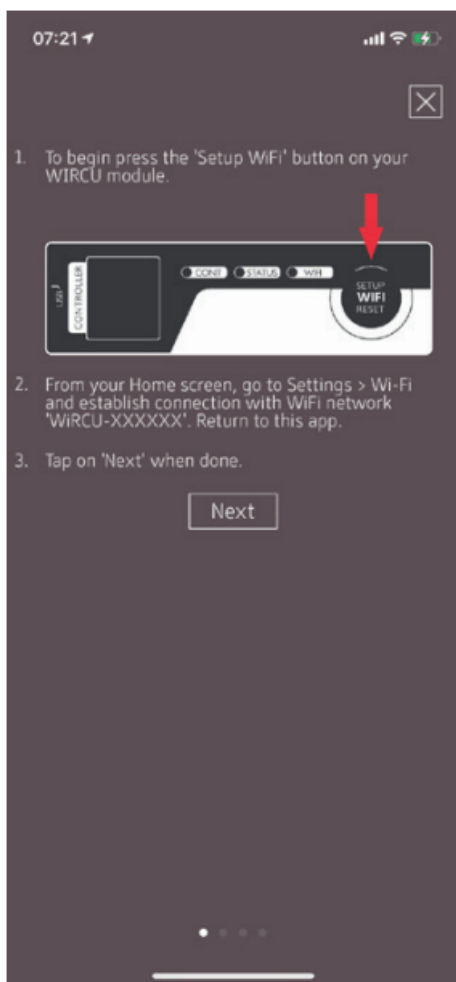 07:21
1. To begin press the 'Setup WiFi' button on your
WIRCU module.
USB
CONTROLLER
CONT STATUS WIFI
SETUP
WIFI
RESET
2. From your Home screen, go to Settings > Wi-Fi
and establish connection with WiFi network
'WiRCU-XXXXXX'. Return to this app.
3. Tap on 'Next' when done.
Next